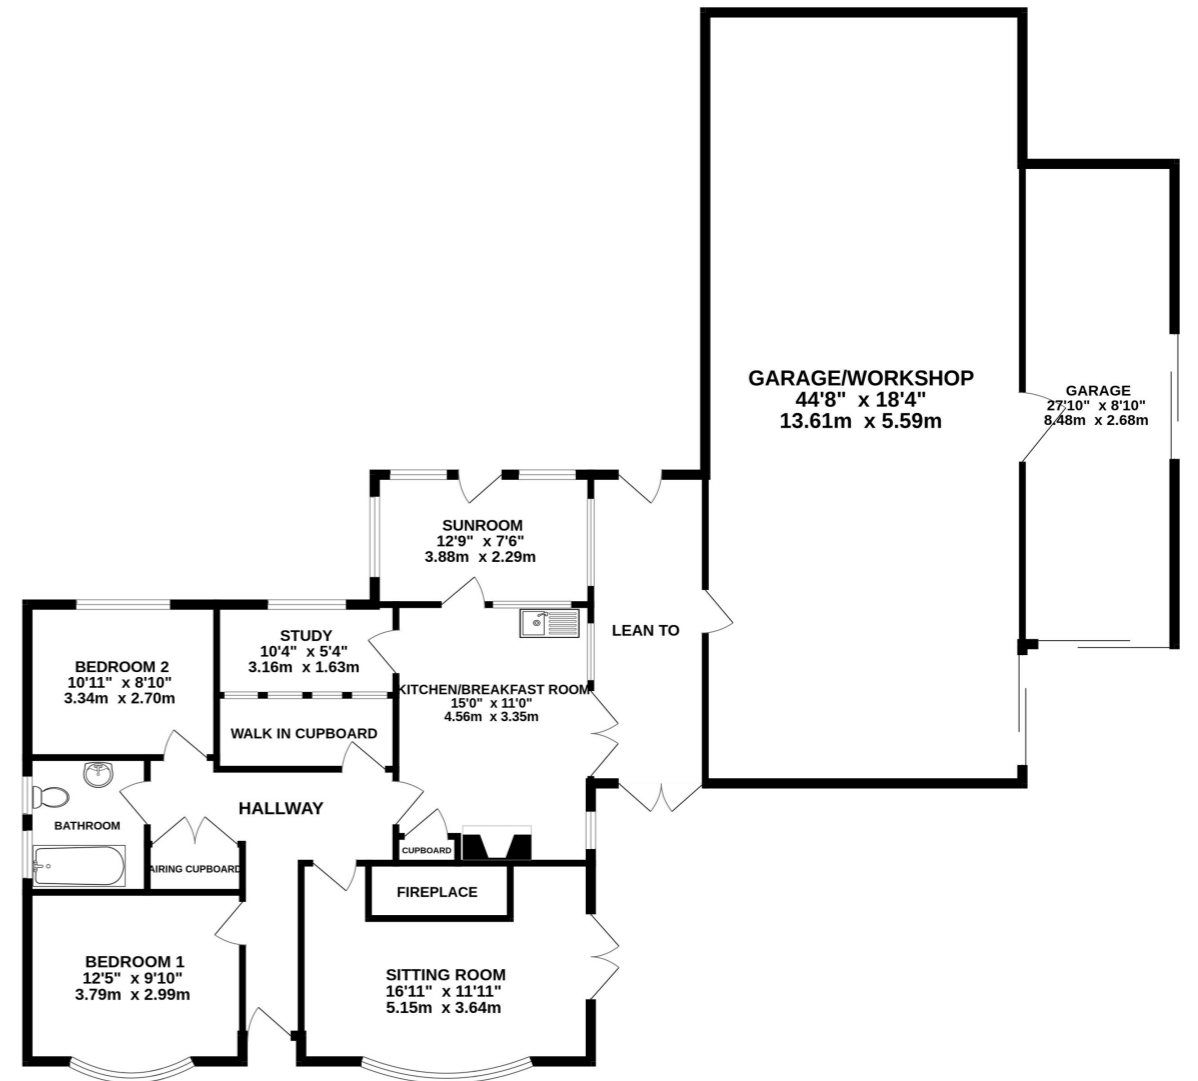 GARAGE/WORKSHOP
44'8" x 18'4"
13.61m x 5.59m
GARAGE
27'10" x 8'10"
8.48m x 2.68m
SUNROOM
12'9" x 7'6"
3.88m x 2.29m
LEAN TO
STUDY
10'4" x 5'4"
3.16m x 1.63m
BEDROOM 2
10'11" x 8'10"
3.34m x 2.70m
KITCHEN/BREAKFAST ROOM
15'0" x 11'0"
4.56m x 3.35m
WALK IN CUPBOARD
HALLWAY
BATHROOM
CUPBOARD
AIRING CUPBOARD
FIREPLACE
BEDROOM 1
12'5" x 9'10"
3.79m x 2.99m
SITTING ROOM
16'11" x 11'11"
5.15m x 3.64m